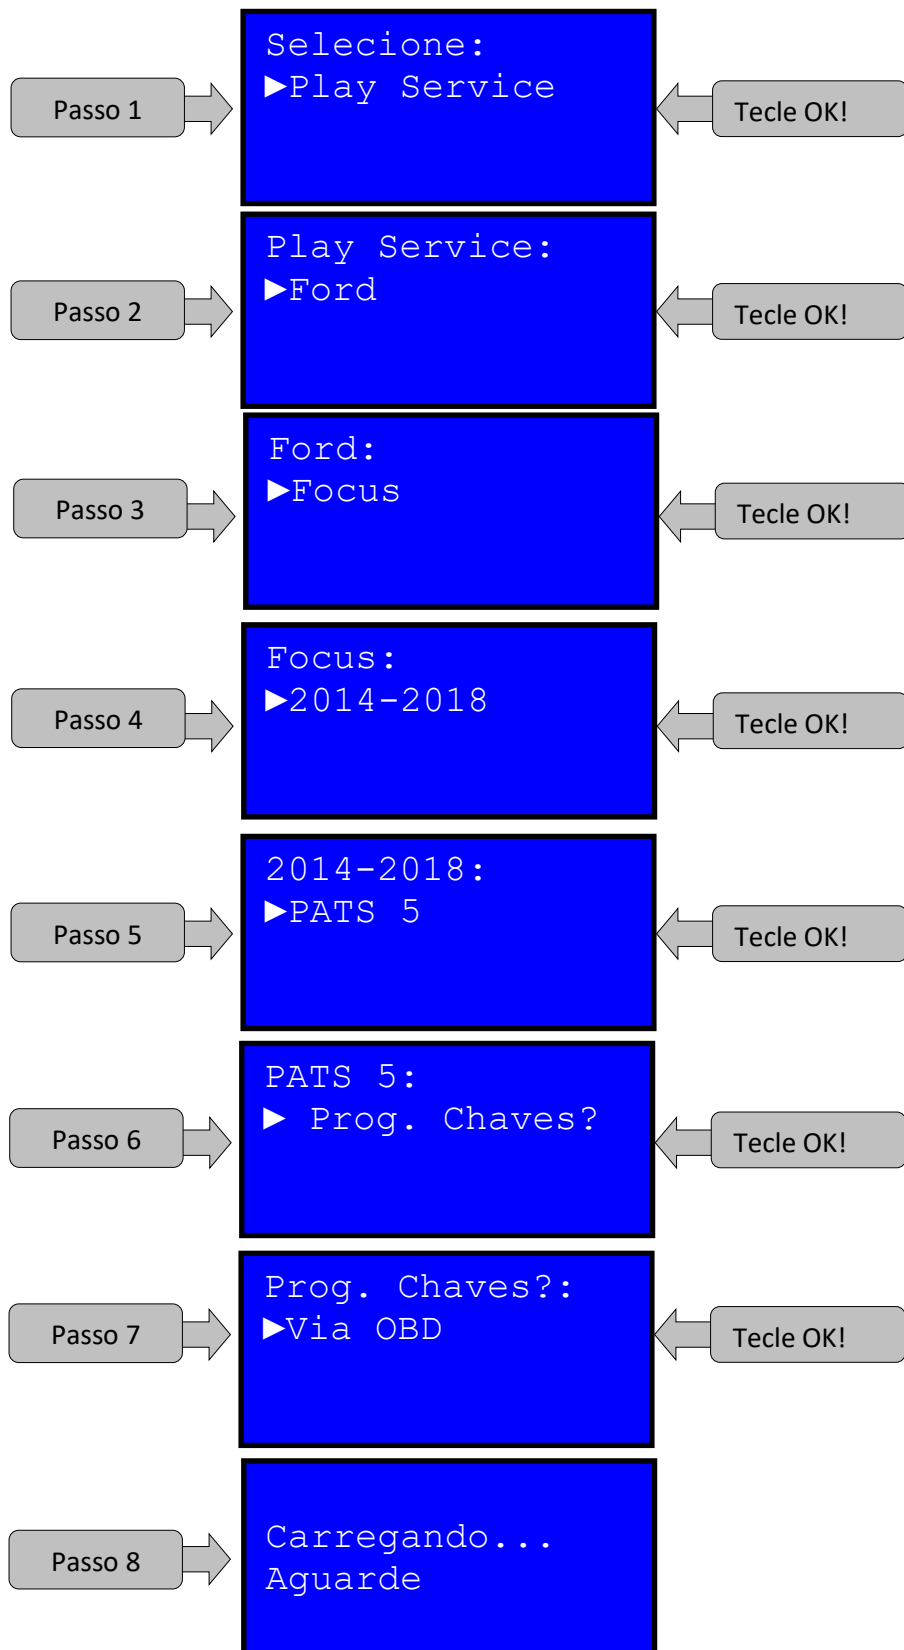 Selecione:
►Play Service
Passo 1
Tecle OK!
Play Service:
►Ford
Passo 2
Tecle OK!
Ford:
►Focus
Passo 3
Tecle OK!
Focus:
►2014-2018
Passo 4
Tecle OK!
2014-2018:
►PATS 5
Passo 5
Tecle OK!
PATS 5:
► Prog. Chaves?
Passo 6
Tecle OK!
Prog. Chaves?:
►Via OBD
Passo 7
Tecle OK!
Carregando...
Aguarde
Passo 8